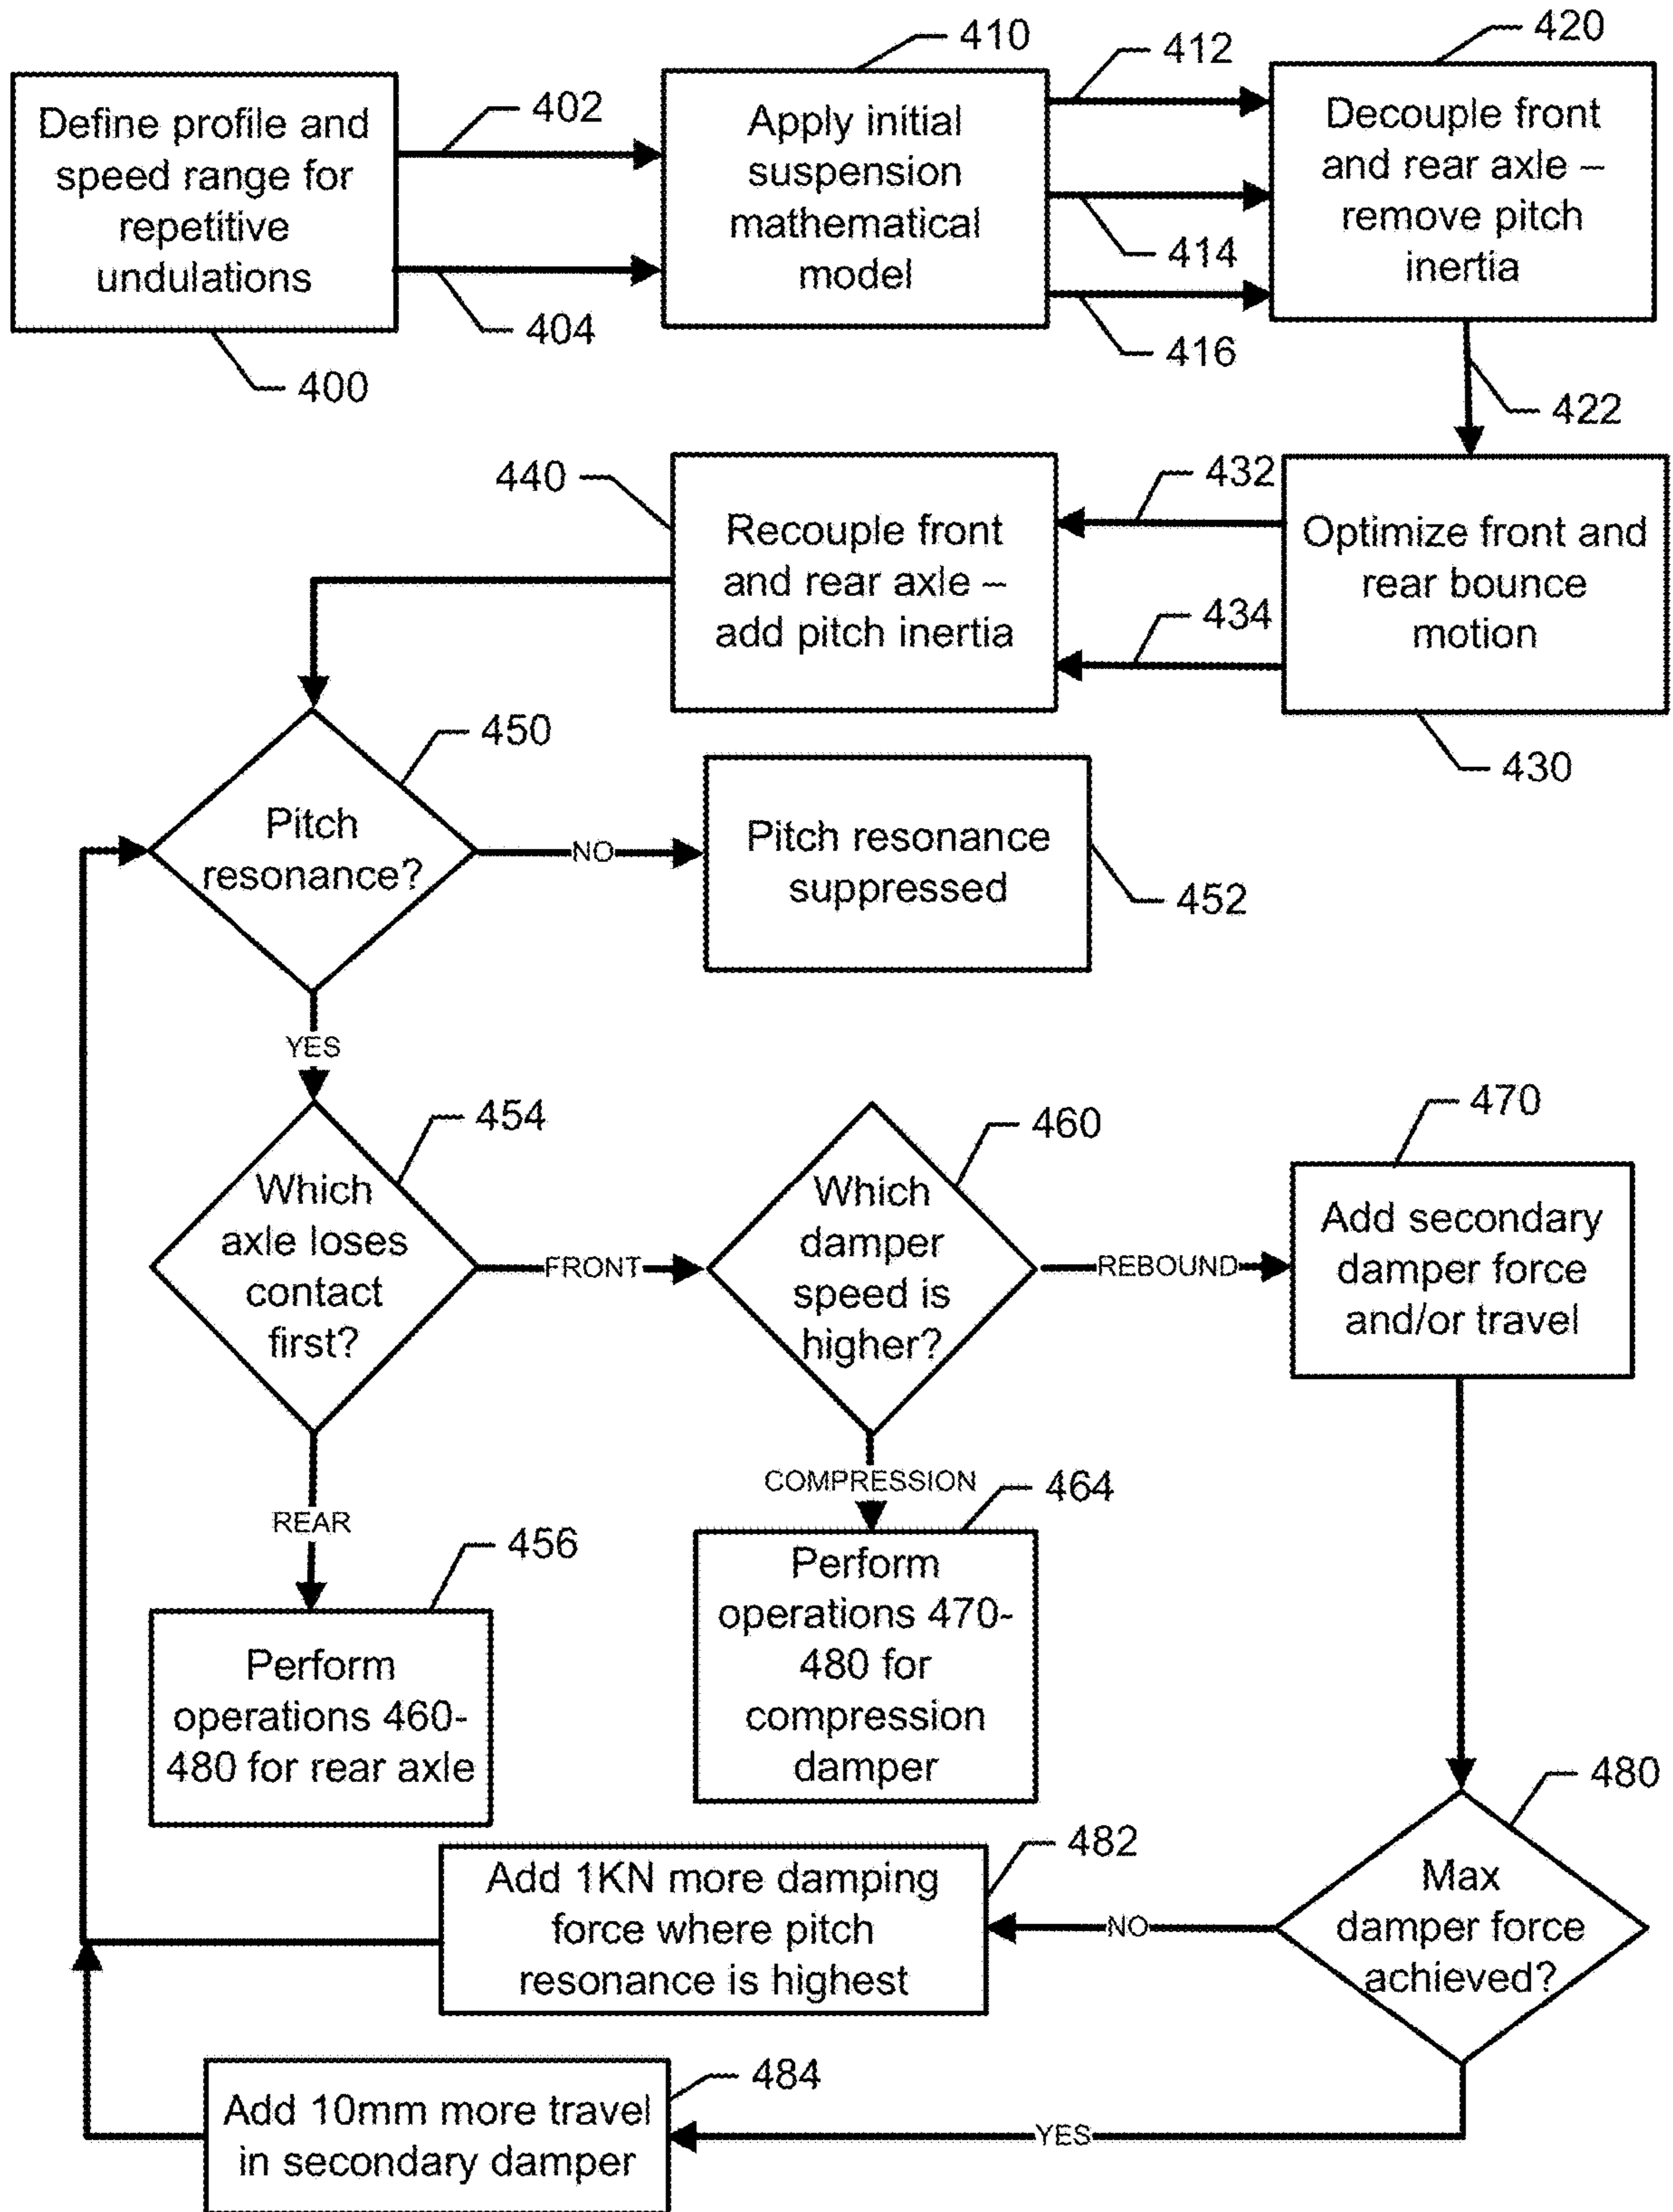 410
412
420
Define profile and
speed range for
repetitive
undulations
402
404
400
Apply initial
suspension
mathematical
model
414
416
Decouple front
and rear axle –
remove pitch
inertia
422
440
Recouple front
and rear axle –
add pitch inertia
432
434
Optimize front and
rear bounce
motion
430
450
Pitch
resonance?
NO
Pitch resonance
suppressed
452
YES
454
Which
axle loses
contact
first?
FRONT
460
Which
damper
speed is
higher?
REBOUND
470
Add secondary
damper force
and/or travel
REAR
456
Perform
operations 460-
480 for rear axle
COMPRESSION
464
Perform
operations 470-
480 for
compression
damper
480
Max
damper force
achieved?
NO
482
Add 1KN more damping
force where pitch
resonance is highest
YES
484
Add 10mm more travel
in secondary damper